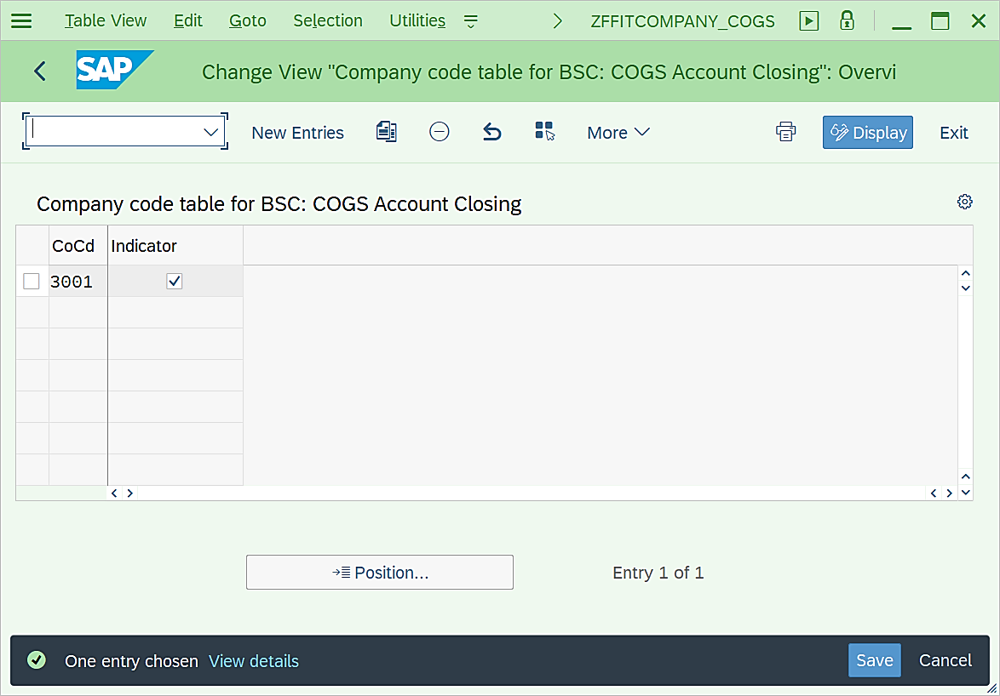 Table View Edit Goto Selection Utilities ZFFITCOMPANY_COGS
SAP Change View "Company code table for BSC: COGS Account Closing": Overvi
New Entries More Display Exit
Company code table for BSC: COGS Account Closing
CoCd Indicator
3001
Position... Entry 1 of 1
One entry chosen View details Save Cancel